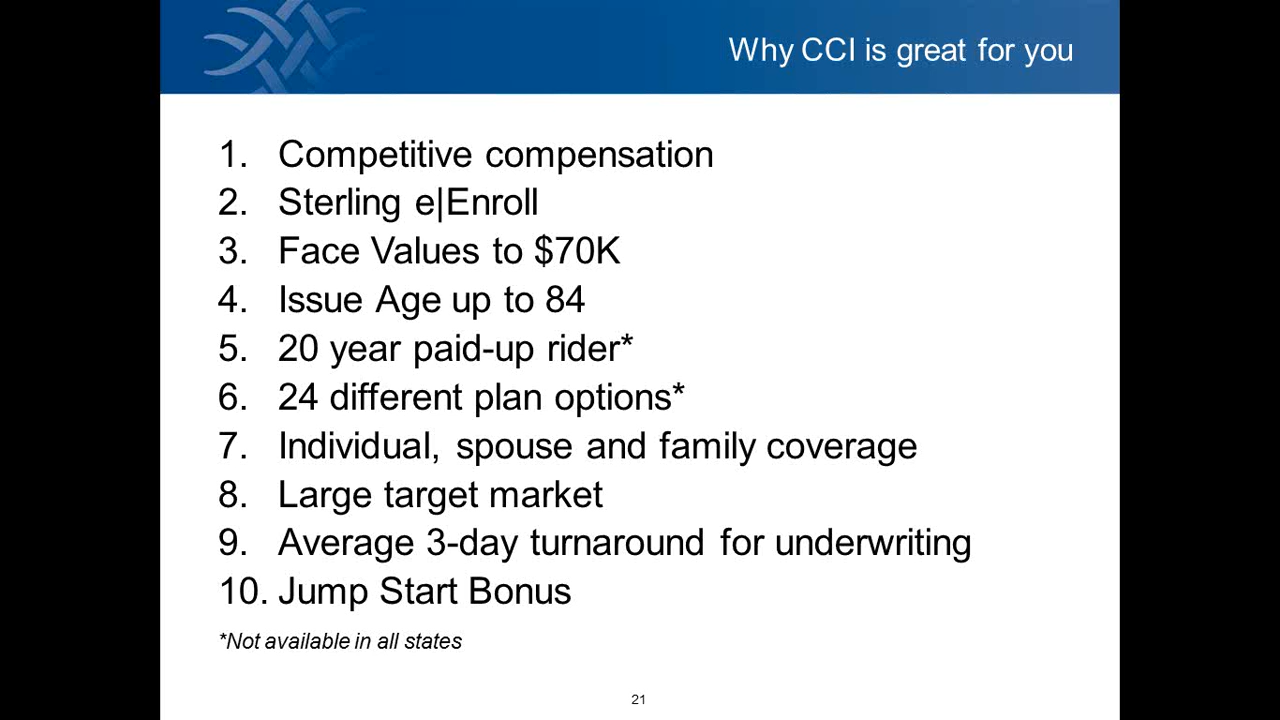 Why CCI is great for you
1. Competitive compensation
2. Sterling e|Enroll
3. Face Values to $70K
4. Issue Age up to 84
5. 20 year paid-up rider*
6. 24 different plan options*
7. Individual, spouse and family coverage
8. Large target market
9. Average 3-day turnaround for underwriting
10. Jump Start Bonus
*Not available in all states
21